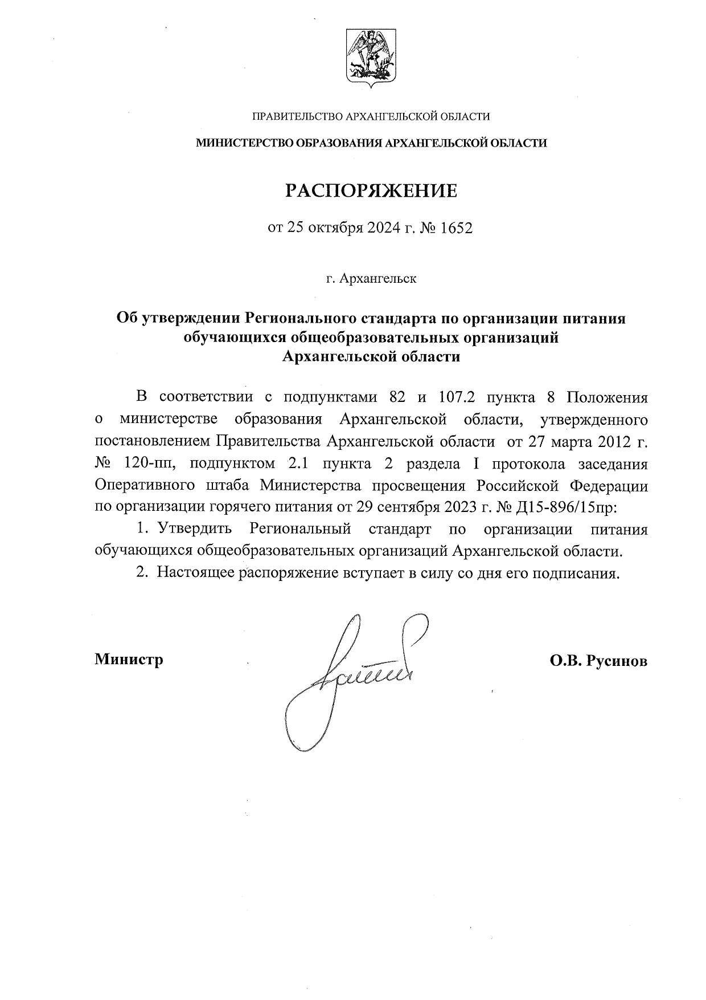 ПРАВИТЕЛЬСТВО АРХАНГЕЛЬСКОЙ ОБЛАСТИ
МИНИСТЕРСТВО ОБРАЗОВАНИЯ АРХАНГЕЛЬСКОЙ ОБЛАСТИ
РАСПОРЯЖЕНИЕ
от 25 октября 2024 г. № 1652
г. Архангельск
Об утверждении Регионального стандарта по организации питания
обучающихся общеобразовательных организаций
Архангельской области
В соответствии с подпунктами 82 и 107.2 пункта 8 Положения
о министерстве образования Архангельской области, утвержденного
постановлением Правительства Архангельской области от 27 марта 2012 г.
№ 120-пп, подпунктом 2.1 пункта 2 раздела I протокола заседания
Оперативного штаба Министерства просвещения Российской Федерации
по организации горячего питания от 29 сентября 2023 г. № Д15-896/15пр:
1. Утвердить Региональный стандарт по организации питания
обучающихся общеобразовательных организаций Архангельской области.
2. Настоящее распоряжение вступает в силу со дня его подписания.
Министр
О.В. Русинов